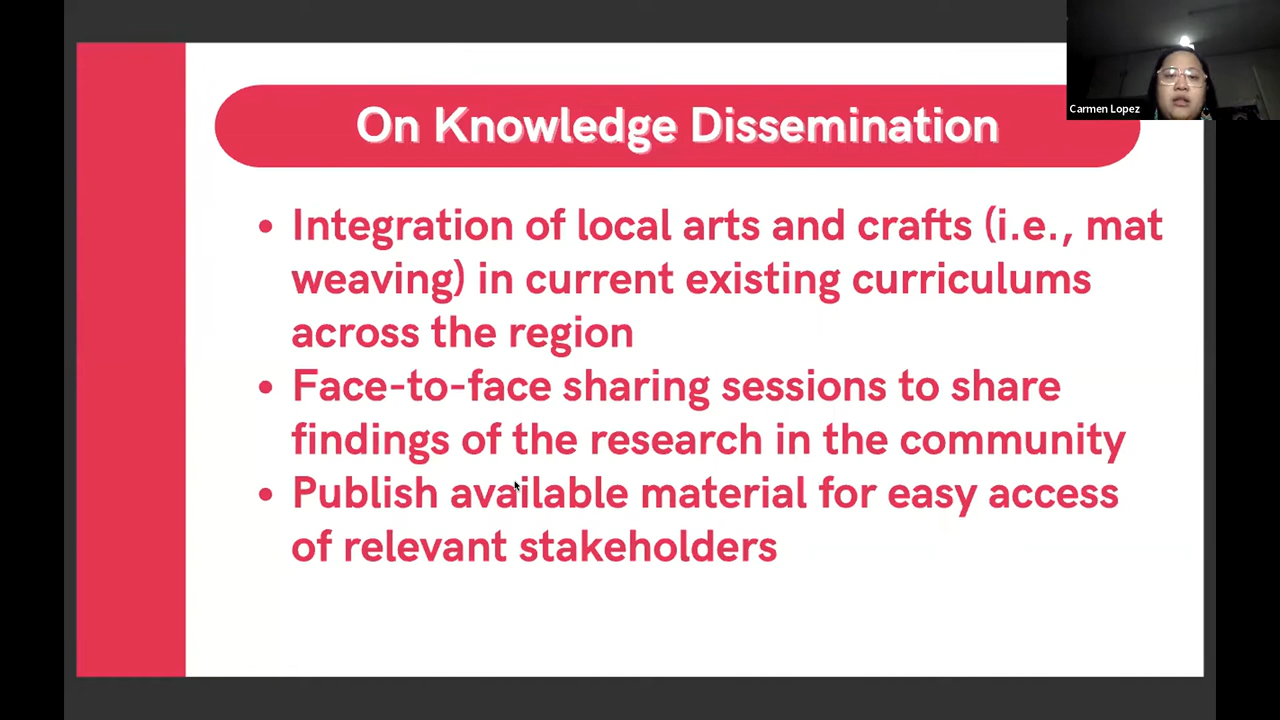 On Knowledge Dissemination
Carmen Lopez
• Integration of local arts and crafts (i.e., mat
weaving) in current existing curriculums
across the region
• Face-to-face sharing sessions to share
findings of the research in the community
• Publish available material for easy access
of relevant stakeholders